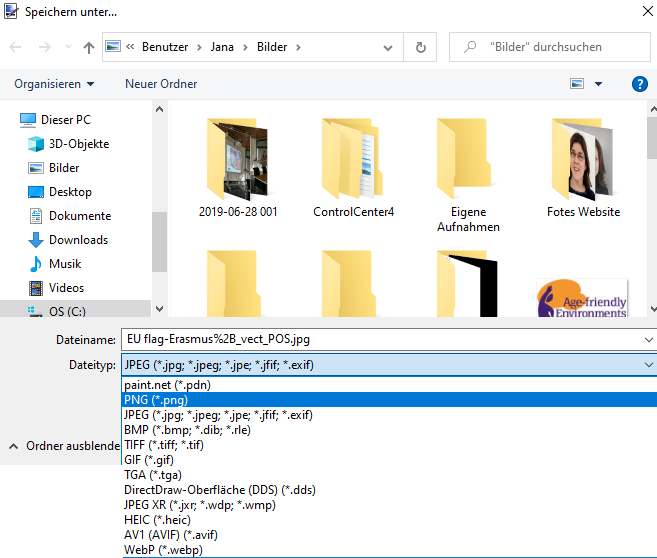 Speichern unter...
« Benutzer › Jana › Bilder ›
"Bilder" durchsuchen
Organisieren
Neuer Ordner
?
Dieser PC
3D-Objekte
Bilder
Desktop
Dokumente
Downloads
Musik
Videos
OS (C:)
2019-06-28 001
ControlCenter4
Eigene
Aufnahmen
Fotes Website
Age-friendly
Environments
Dateiname:
EU flag-Erasmus%2B_vect_POS.jpg
Dateityp:
JPEG (*.jpg; *.jpeg; *.jpe; *.jfif; *.exif)
paint.net (*.pdn)
PNG (*.png)
JPEG (*.jpg; *.jpeg; *.jpe; *.jfif; *.exif)
BMP (*.bmp; *.dib; *.rle)
TIFF (*.tiff; *.tif)
GIF (*.gif)
TGA (*.tga)
DirectDraw-Oberfläche (DDS) (*.dds)
JPEG XR (*.jxr; *.wdp; *.wmp)
HEIC (*.heic)
AV1 (AVIF) (*.avif)
WebP (*.webp)
Ordner ausblende